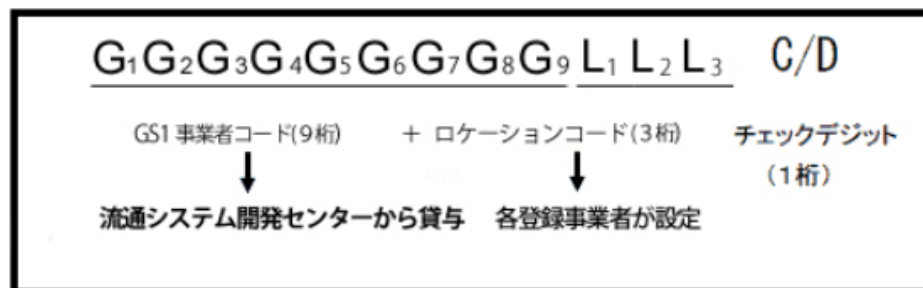 G1G2G3G4G5G6G7G8G9 L1 L2 L3 C/D
GS1 事業者コード(9桁) + ロケーションコード(3桁) チェックデジット
(1桁)
流通システム開発センターから貸与 各登録事業者が設定